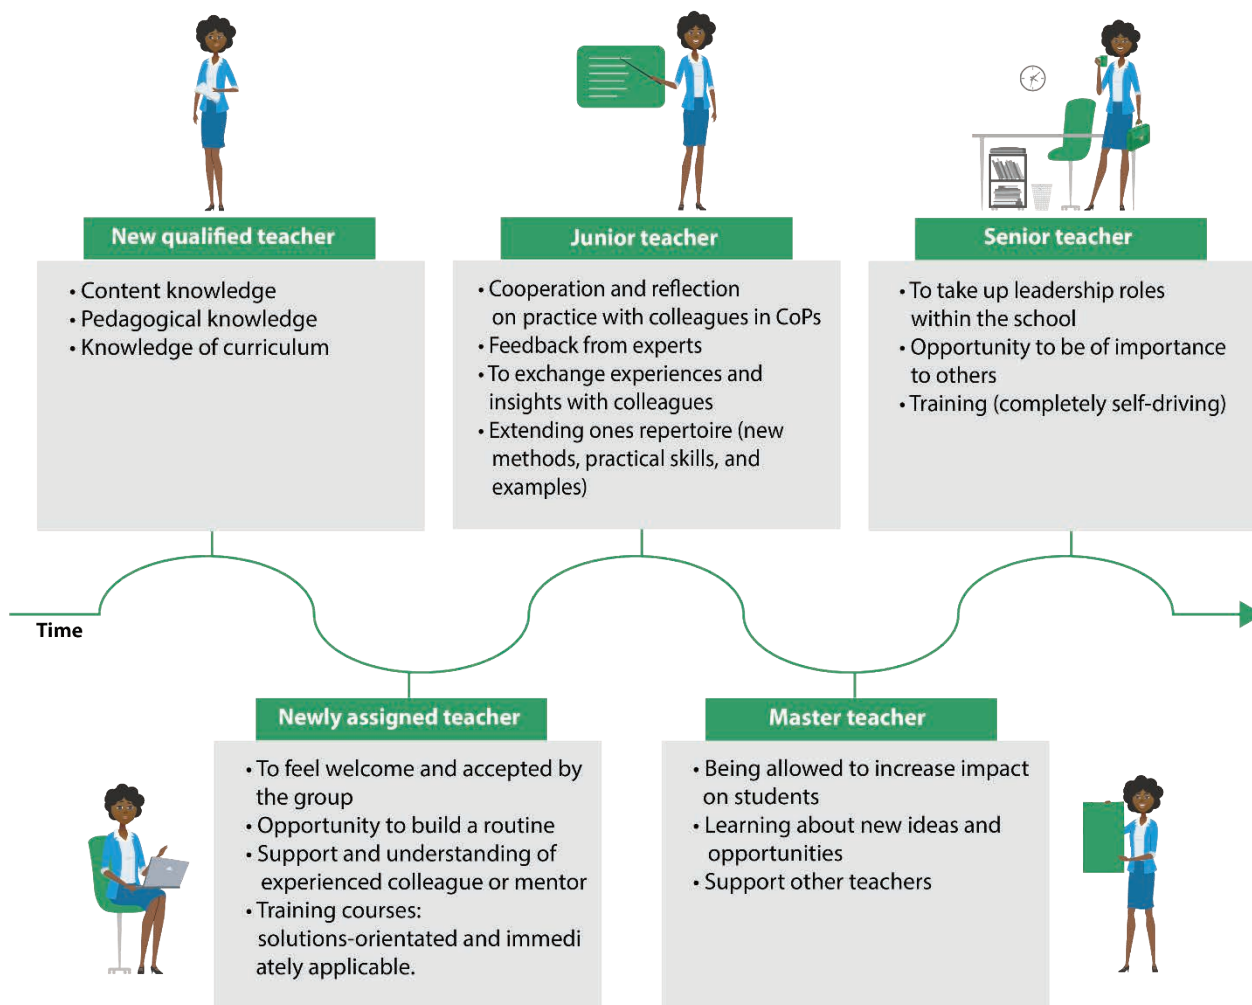 New qualified teacher
• Content knowledge
• Pedagogical knowledge
• Knowledge of curriculum
Junior teacher
• Cooperation and reflection
on practice with colleagues in CoPs
• Feedback from experts
• To exchange experiences and
insights with colleagues
• Extending ones repertoire (new
methods, practical skills, and
examples)
Senior teacher
• To take up leadership roles
within the school
• Opportunity to be of importance
to others
• Training (completely self-driving)
Time
Newly assigned teacher
• To feel welcome and accepted by
the group
• Opportunity to build a routine
• Support and understanding of
experienced colleague or mentor
• Training courses:
solutions-orientated and immedi
ately applicable.
Master teacher
• Being allowed to increase impact
on students
• Learning about new ideas and
opportunities
• Support other teachers